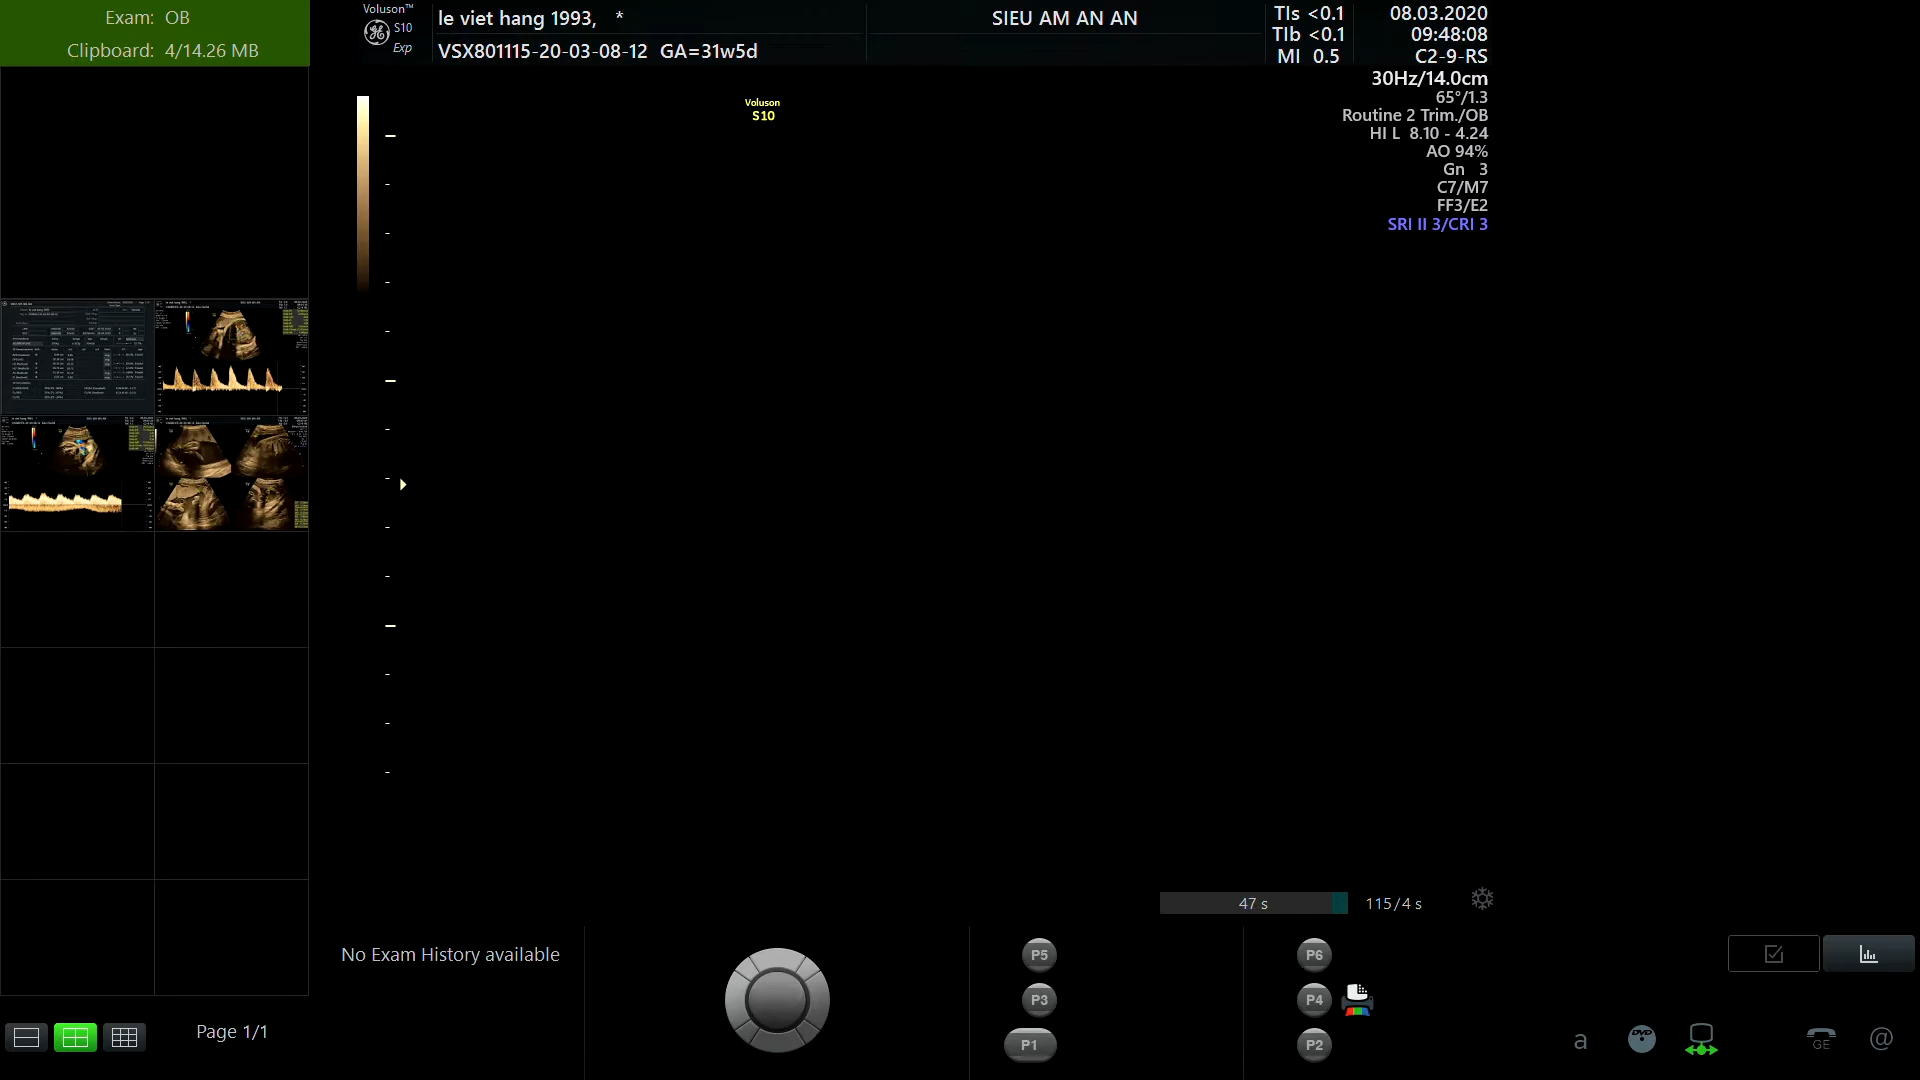 Exam: OB
Clipboard: 4/14.26 MB
Voluson™
S10
Exp
le viet hang 1993, *
VSX801115-20-03-08-12 GA=31w5d
SIEU AM AN AN
TIs <0.1
TIb <0.1
MI 0.5
08.03.2020
09:48:08
C2-9-RS
30Hz/14.0cm
65°/1.3
Routine 2 Trim./OB
HI L 8.10 - 4.24
AO 94%
Gn 3
C7/M7
FF3/E2
SRI II 3/CRI 3
Voluson
S10
47 s
115/4 s
No Exam History available
P5
P3
P1
P6
P4
P2
Page 1/1
a
DVD
GE
@